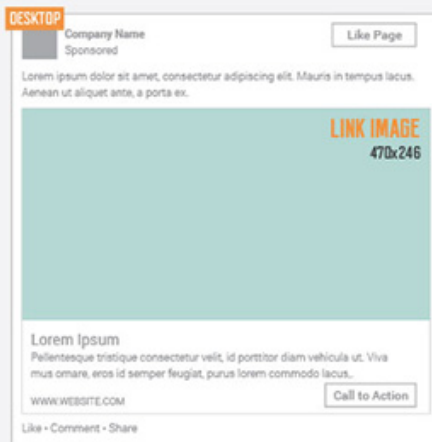 DESKTOP
Company Name
Like Page
Sponsored
Lorem ipsum dolor sit amet, consectetur adipiscing elit. Mauris in tempus lacus.
Aenean ut aliquet ante, a porta ex.
LINK IMAGE
470x246
Lorem Ipsum
Pellentesque tristique consectetur velit, id porttitor diam vehicula ut. Viva
mus ornare, eros id semper feugiat, purus lorem commodo lacus,.
WWW.WEBSITE.COM
Call to Action
Like • Comment • Share